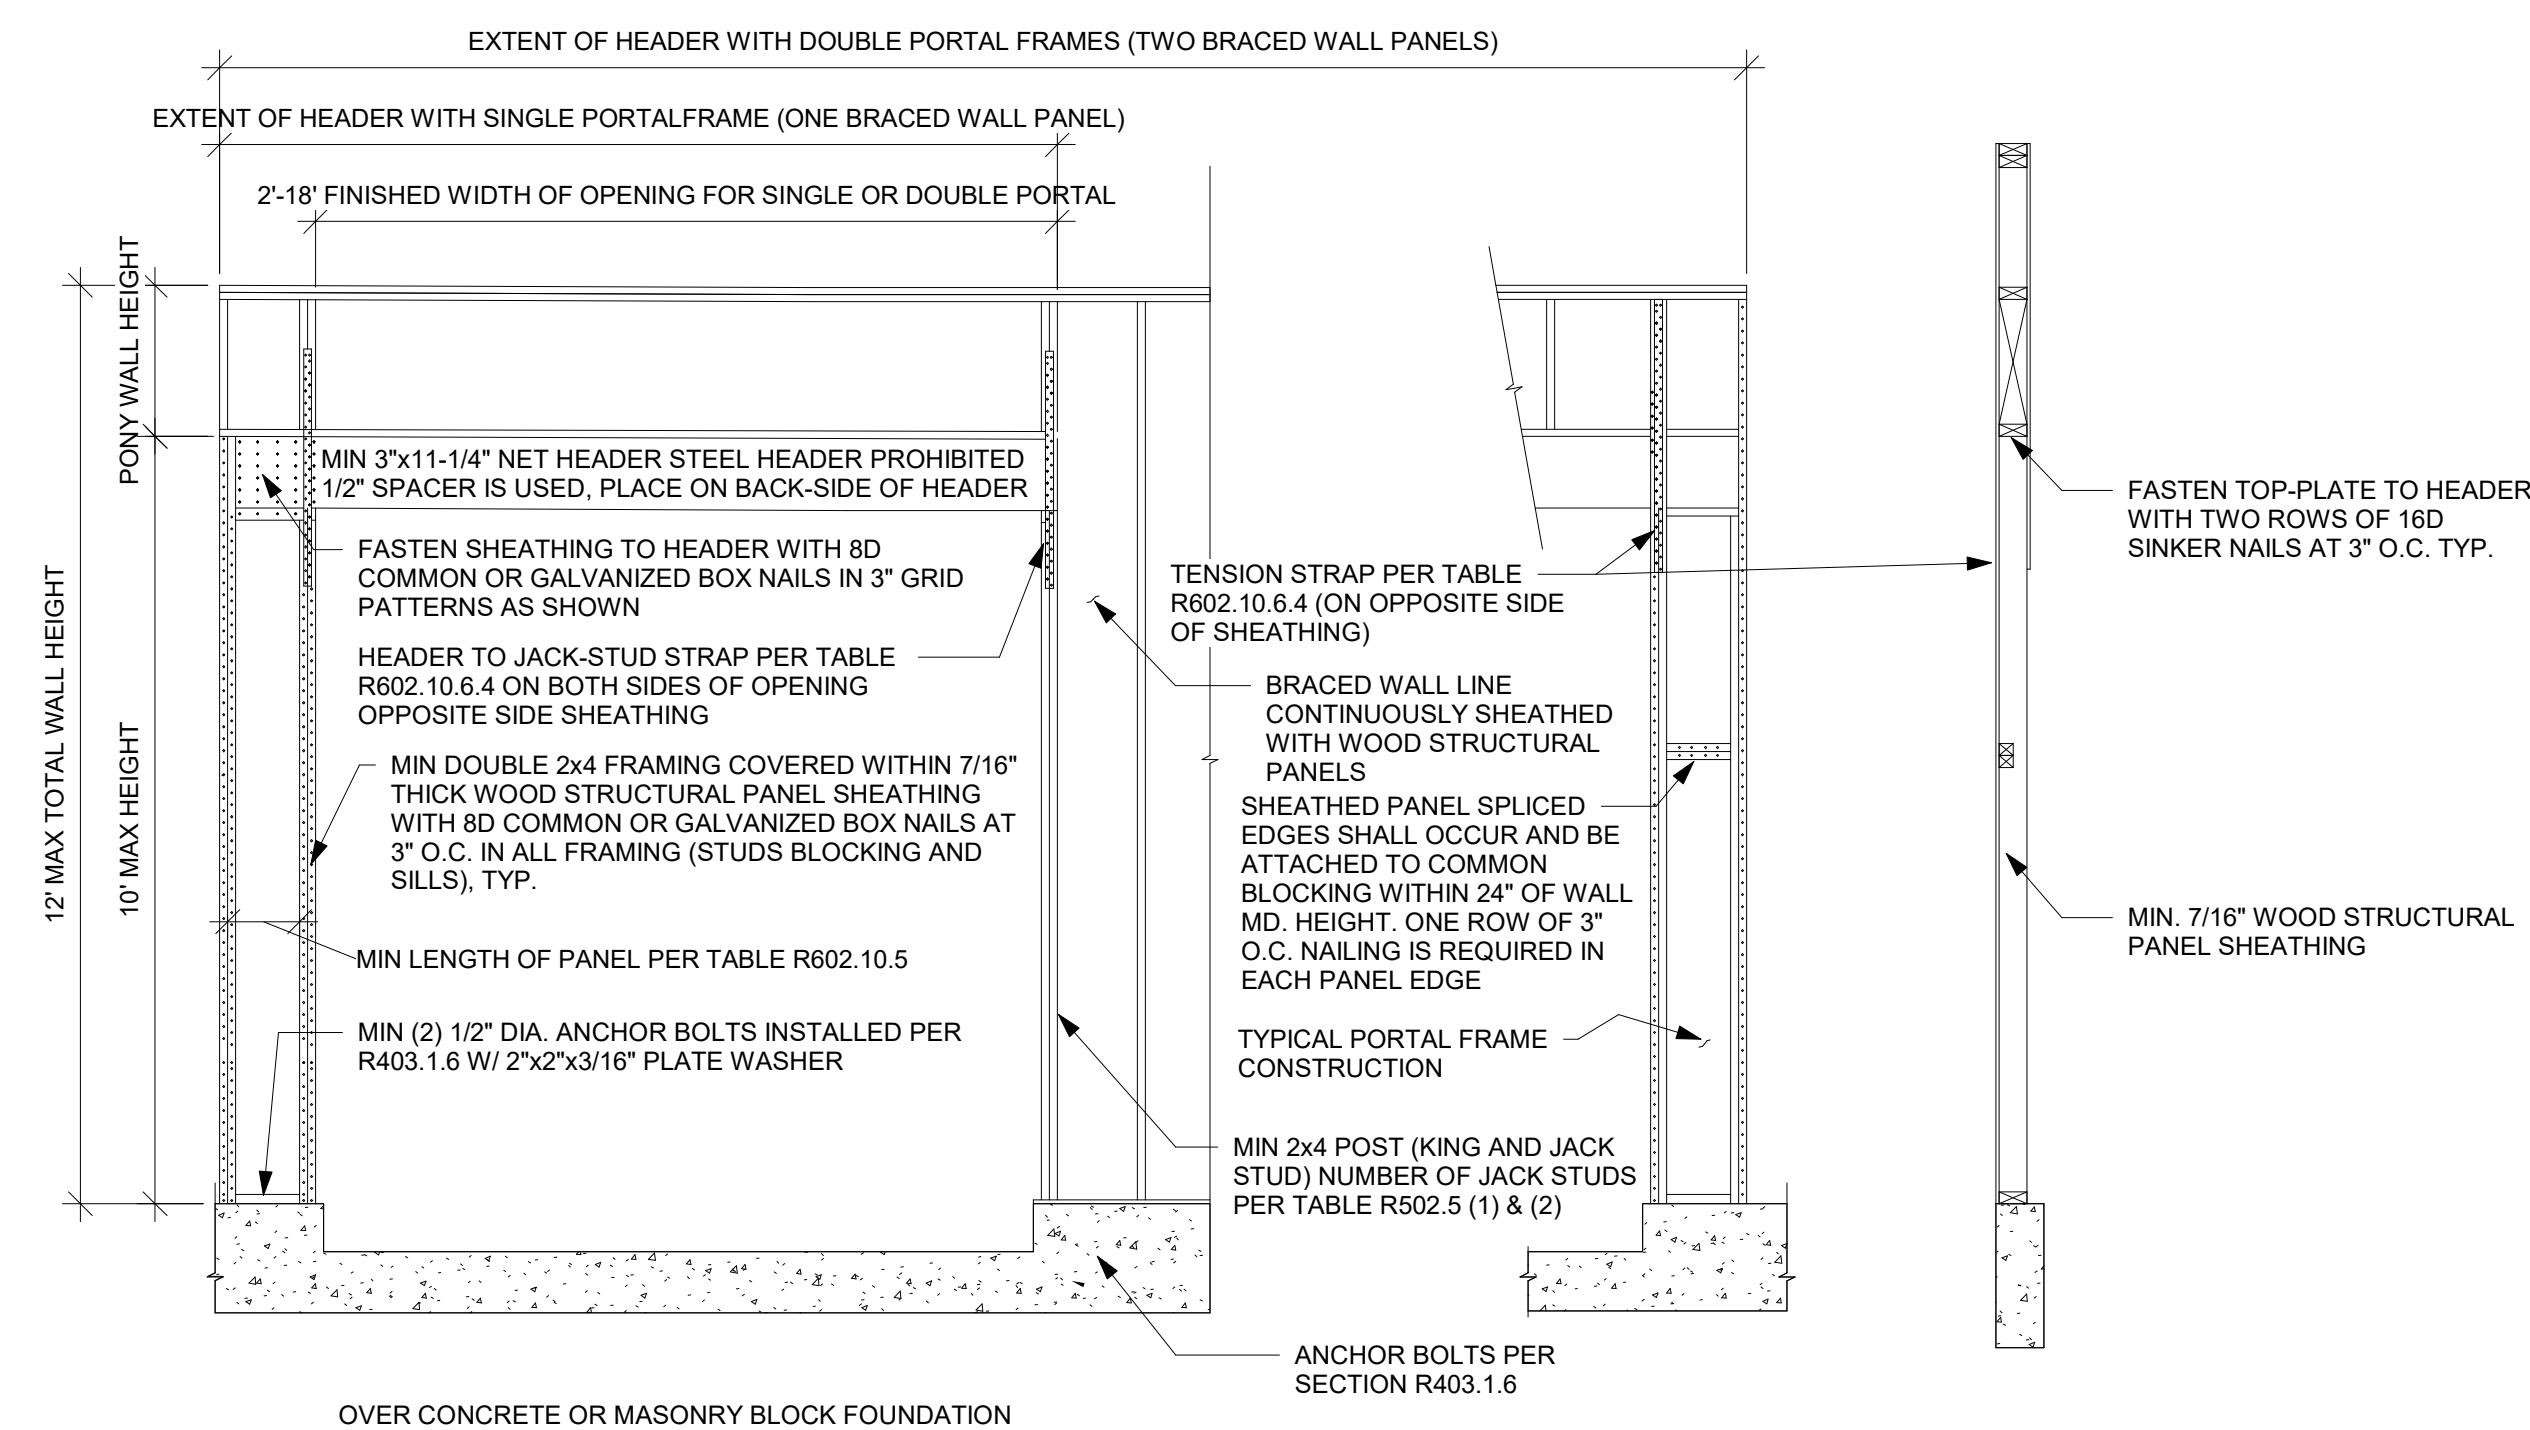 EXTENT OF HEADER WITH DOUBLE PORTAL FRAMES (TWO BRACED WALL PANELS)
EXTENT OF HEADER WITH SINGLE PORTALFRAME (ONE BRACED WALL PANEL)
2'-18' FINISHED WIDTH OF OPENING FOR SINGLE OR DOUBLE PORTAL
PONY WALL HEIGHT
12' MAX TOTAL WALL HEIGHT
10' MAX HEIGHT
MIN 3"x11-1/4" NET HEADER STEEL HEADER PROHIBITED
1/2" SPACER IS USED, PLACE ON BACK-SIDE OF HEADER
FASTEN SHEATHING TO HEADER WITH 8D
COMMON OR GALVANIZED BOX NAILS IN 3" GRID
PATTERNS AS SHOWN
HEADER TO JACK-STUD STRAP PER TABLE
R602.10.6.4 ON BOTH SIDES OF OPENING
OPPOSITE SIDE SHEATHING
MIN DOUBLE 2x4 FRAMING COVERED WITHIN 7/16"
THICK WOOD STRUCTURAL PANEL SHEATHING
WITH 8D COMMON OR GALVANIZED BOX NAILS AT
3" O.C. IN ALL FRAMING (STUDS BLOCKING AND
SILLS), TYP.
MIN LENGTH OF PANEL PER TABLE R602.10.5
MIN (2) 1/2" DIA. ANCHOR BOLTS INSTALLED PER
R403.1.6 W/ 2"x2"x3/16" PLATE WASHER
TENSION STRAP PER TABLE
R602.10.6.4 (ON OPPOSITE SIDE
OF SHEATHING)
BRACED WALL LINE
CONTINUOUSLY SHEATHED
WITH WOOD STRUCTURAL
PANELS
SHEATHED PANEL SPLICED
EDGES SHALL OCCUR AND BE
ATTACHED TO COMMON
BLOCKING WITHIN 24" OF WALL
MD. HEIGHT. ONE ROW OF 3"
O.C. NAILING IS REQUIRED IN
EACH PANEL EDGE
TYPICAL PORTAL FRAME
CONSTRUCTION
MIN 2x4 POST (KING AND JACK
STUD) NUMBER OF JACK STUDS
PER TABLE R502.5 (1) & (2)
ANCHOR BOLTS PER
SECTION R403.1.6
FASTEN TOP-PLATE TO HEADER
WITH TWO ROWS OF 16D
SINKER NAILS AT 3" O.C. TYP.
MIN. 7/16" WOOD STRUCTURAL
PANEL SHEATHING
OVER CONCRETE OR MASONRY BLOCK FOUNDATION